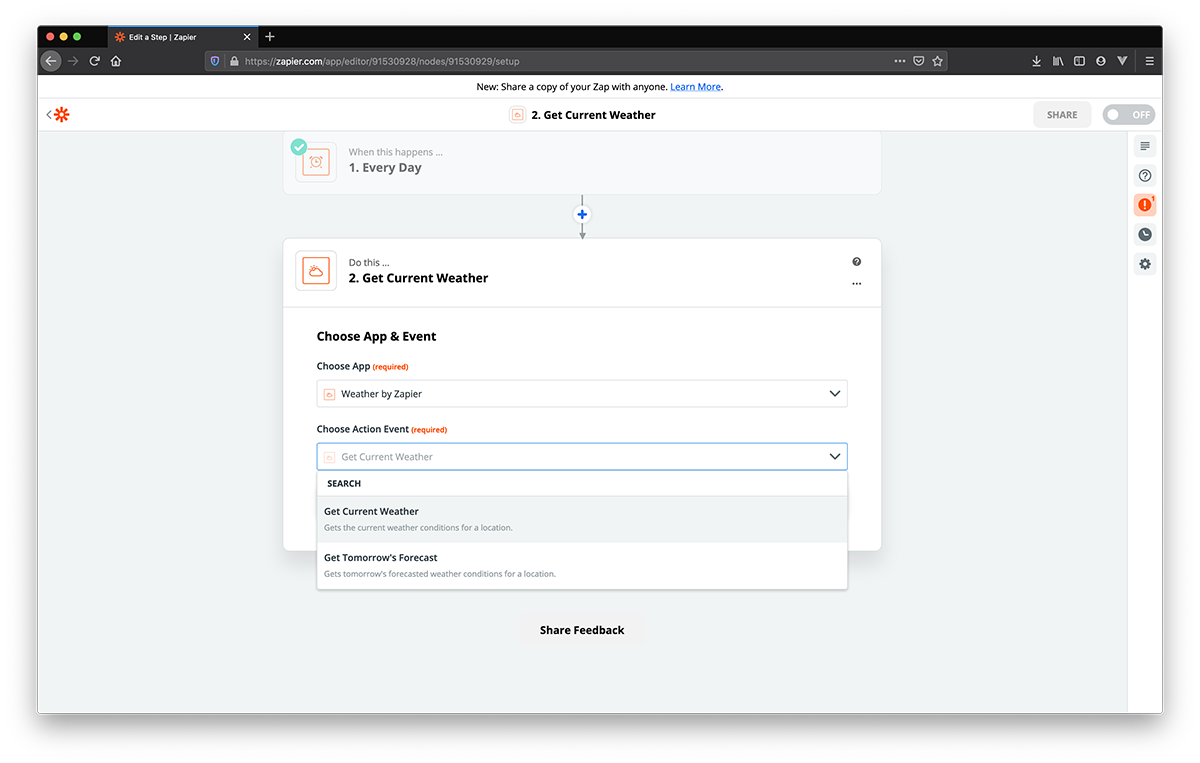 Edit a Step | Zapier
https://zapier.com/app/editor/91530928/nodes/91530929/setup
New: Share a copy of your Zap with anyone. Learn More.
2. Get Current Weather
SHARE
OFF
When this happens ...
1. Every Day
1
Do this ...
2. Get Current Weather
Choose App & Event
Choose App (required)
Weather by Zapier
Choose Action Event (required)
Get Current Weather
SEARCH
Get Current Weather
Gets the current weather conditions for a location.
Get Tomorrow's Forecast
Gets tomorrow's forecasted weather conditions for a location.
Share Feedback